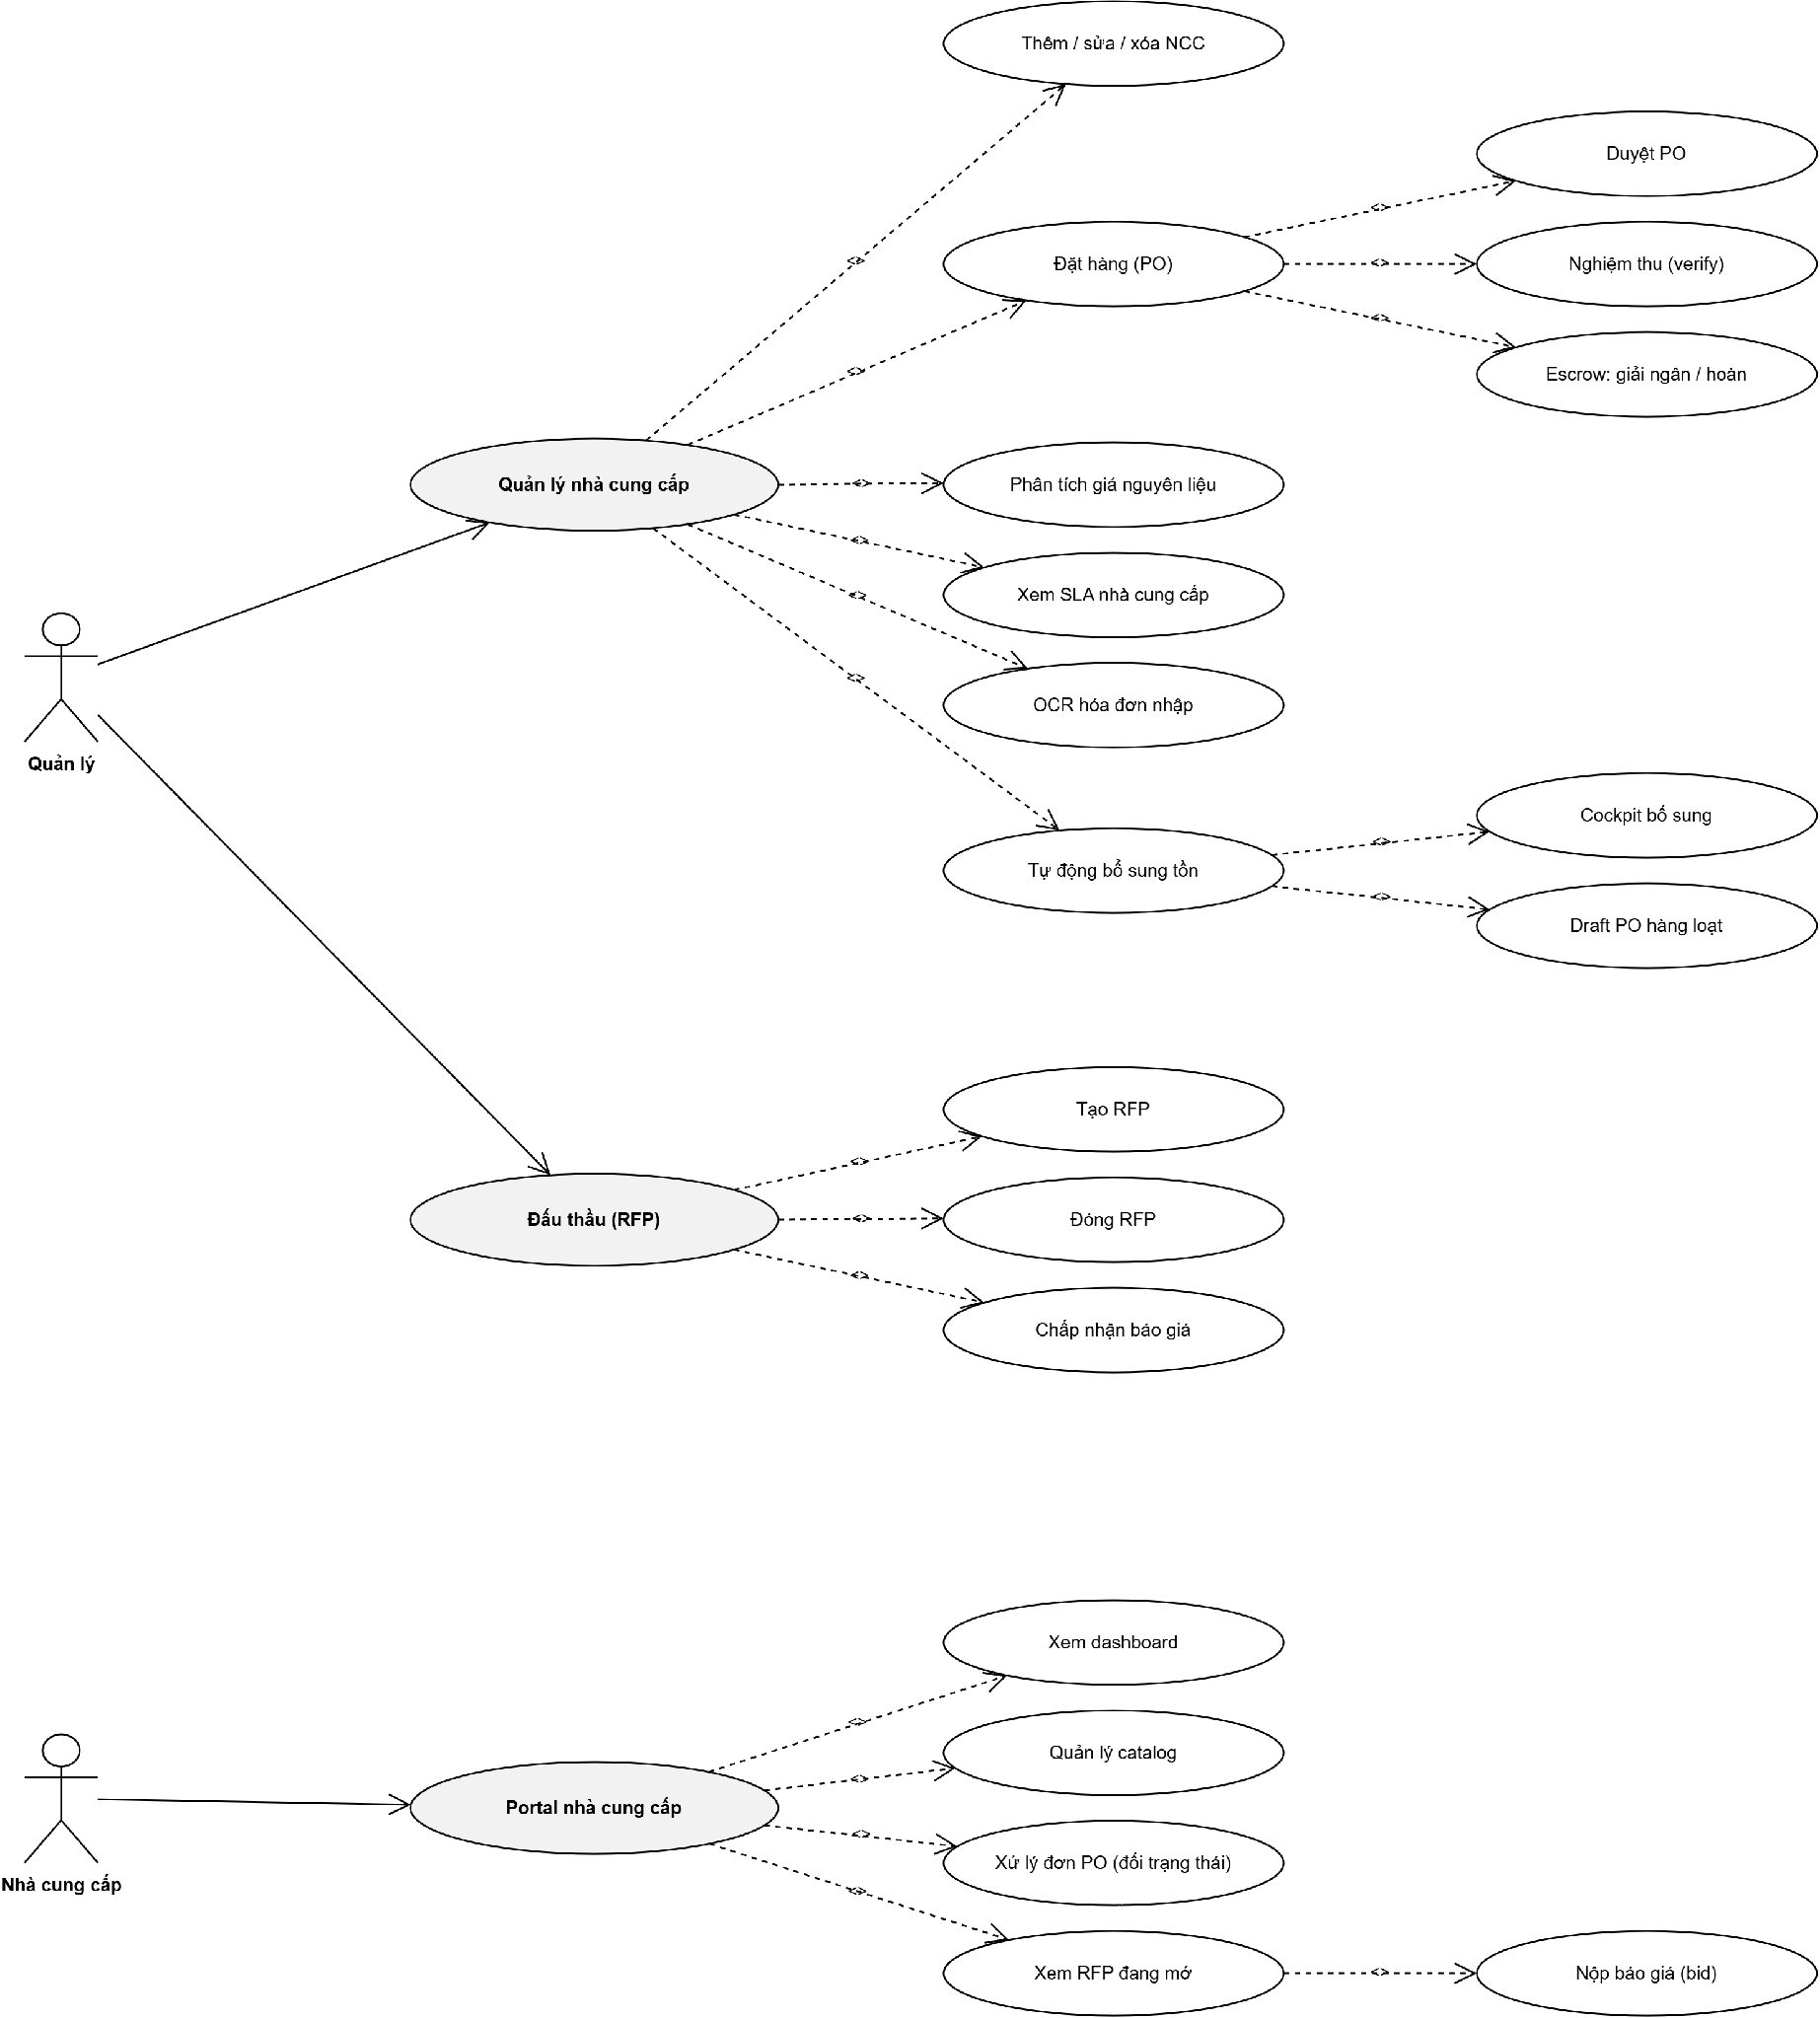 Thêm / sửa / xóa NCC
Duyệt PO
Đặt hàng (PO)
Nghiệm thu (verify)
Escrow: giải ngân / hoàn
Quản lý nhà cung cấp
Phân tích giá nguyên liệu
Xem SLA nhà cung cấp
OCR hóa đơn nhập
Quản lý
Cockpit bổ sung
Tự động bổ sung tồn
Draft PO hàng loạt
Tạo RFP
Đấu thầu (RFP)
Đóng RFP
Chấp nhận báo giá
Xem dashboard
Quản lý catalog
Portal nhà cung cấp
Xử lý đơn PO (đổi trạng thái)
Nhà cung cấp
Xem RFP đang mở
Nộp báo giá (bid)